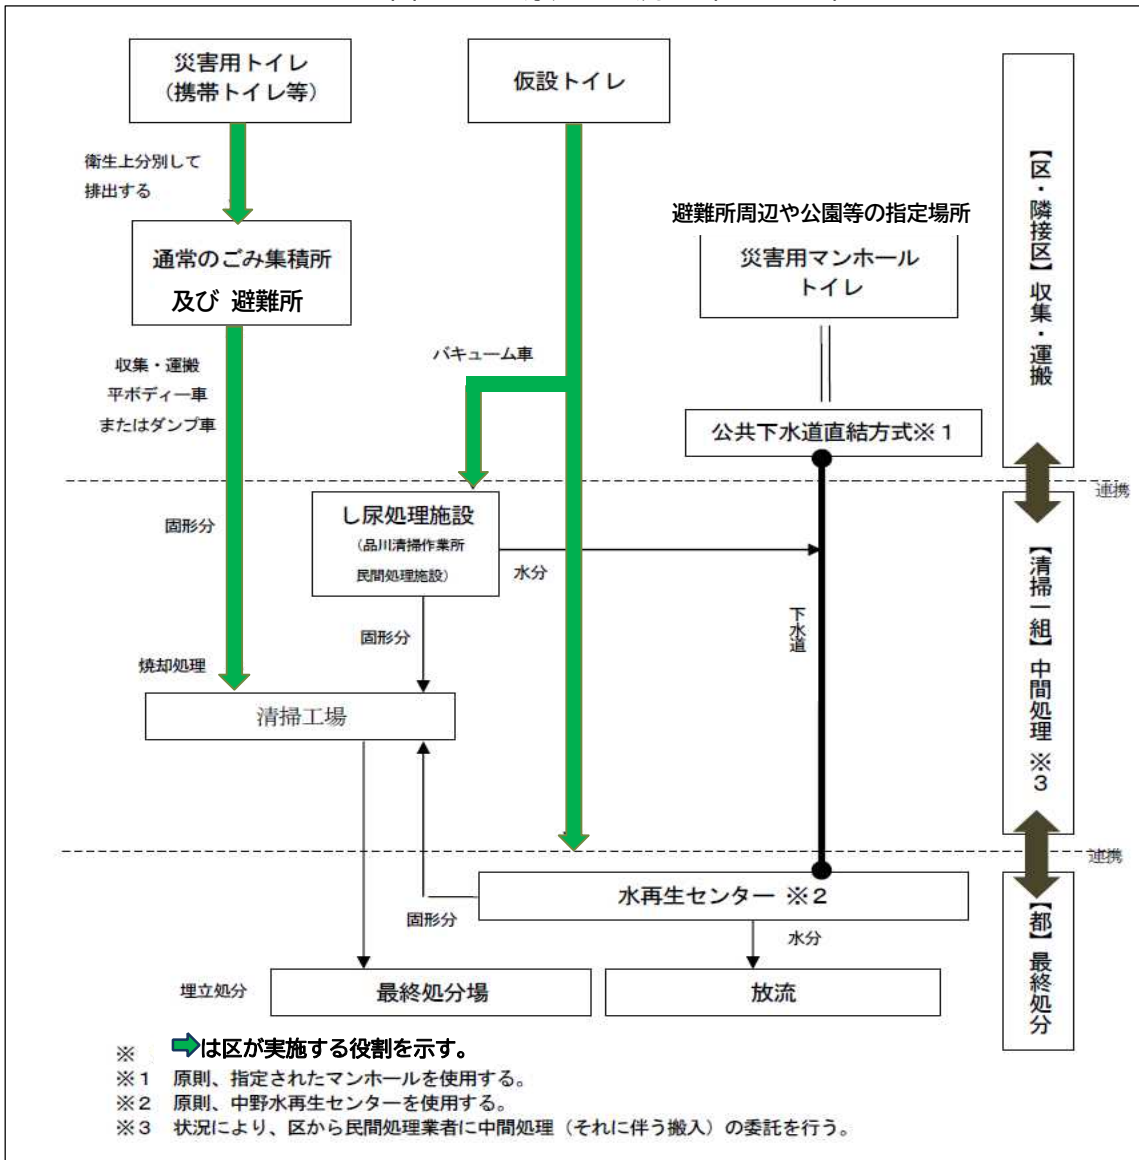 災害用トイレ
（携帯トイレ等）
仮設トイレ
衛生上分別して
排出する
避難所周辺や公園等の指定場所
災害用マンホール
トイレ
通常のごみ集積所
及び 避難所
【区・隣接区】収集・運搬
バキューム車
収集・運搬
平ボディー車
またはダンプ車
公共下水道直結方式※１
連携
し尿処理施設
（品川清掃作業所
民間処理施設）
固形分
水分
下水道
【清掃一組】中間処理 ※３
固形分
焼却処理
清掃工場
連携
水再生センター ※２
固形分
水分
【都】最終処分
埋立処分
最終処分場
放流
※ は区が実施する役割を示す。
※１ 原則、指定されたマンホールを使用する。
※２ 原則、中野水再生センターを使用する。
※３ 状況により、区から民間処理業者に中間処理（それに伴う搬入）の委託を行う。